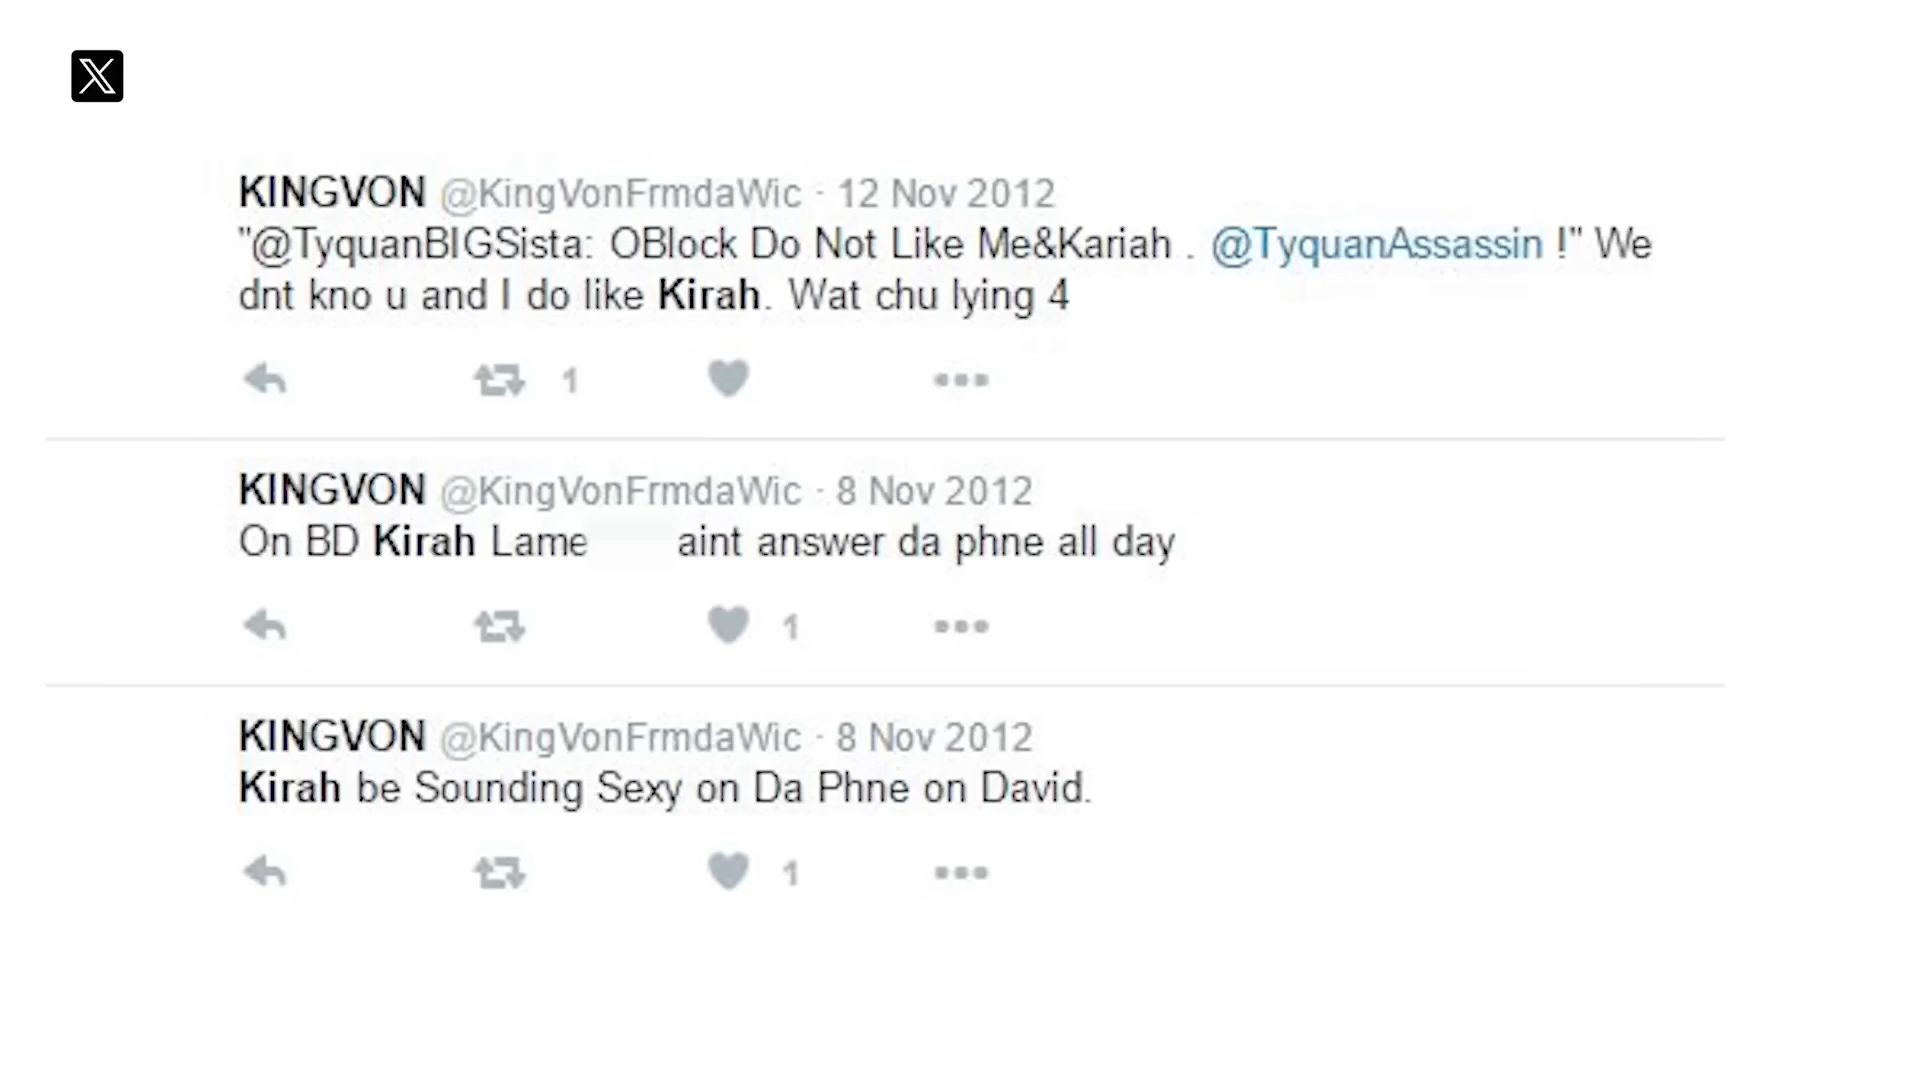 KINGVON @KingVonFrmdaWic · 12 Nov 2012
"@TyquanBIGSista: OBlock Do Not Like Me&Kariah . @TyquanAssassin !" We
dnt kno u and I do like Kirah. Wat chu lying 4
1
KINGVON @KingVonFrmdaWic · 8 Nov 2012
On BD Kirah Lame aint answer da phne all day
1
KINGVON @KingVonFrmdaWic · 8 Nov 2012
Kirah be Sounding Sexy on Da Phne on David.
1